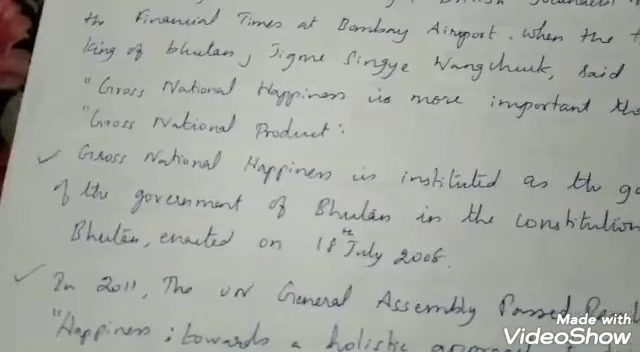 British Journalist
the Financial Times at Bombay Airport. When the
King of Bhutan, Jigme Singye Wangchuck, said
"Gross National Happiness is more important
"Gross National Product".
✓ Gross National Happiness is instituted as the
of the government of Bhutan in the constitution
Bhutan, enacted on 18th July 2008.
✓ In 2011, The UN General Assembly Passed
"Happiness : towards a holistic
Made with
VideoShow